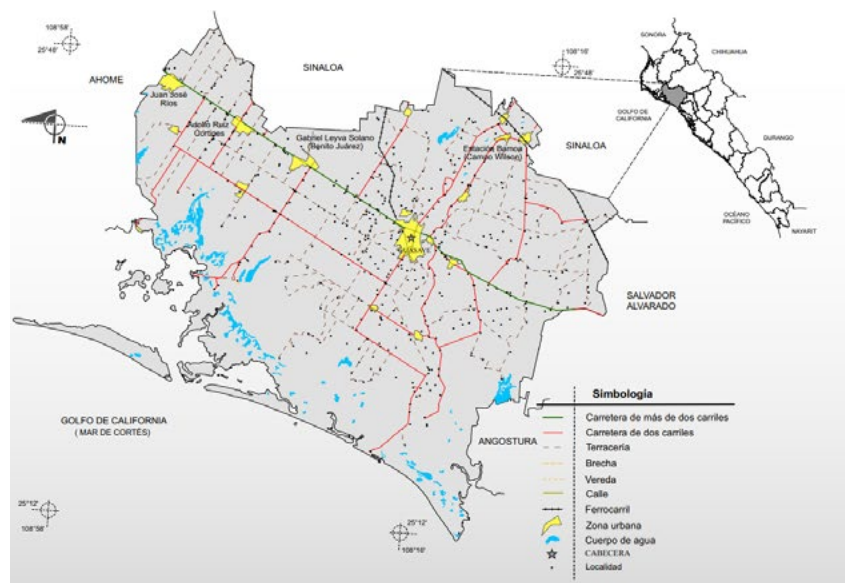 108°58'
25°48'
SINALOA
AHOME
Juan José
Ríos
Adolfo Ruiz
Cortines
Gabriel Leyva Solano
(Benito Juárez)
Estación Bamoa
(Campo Wilson)
108°16'
25°48'
SINALOA
N
GUASAVE
SALVADOR
ALVARADO
ANGOSTURA
GOLFO DE CALIFORNIA
( MAR DE CORTÉS)
25°12'
108°58'
25°12'
108°16'
SONORA
CHIHUAHUA
GOLFO DE
CALIFORNIA
DURANGO
OCÉANO
PACÍFICO
NAYARIT
Simbología
Carretera de más de dos carriles
Carretera de dos carriles
Terracería
Brecha
Vereda
Calle
Ferrocarril
Zona urbana
Cuerpo de agua
CABECERA
Localidad